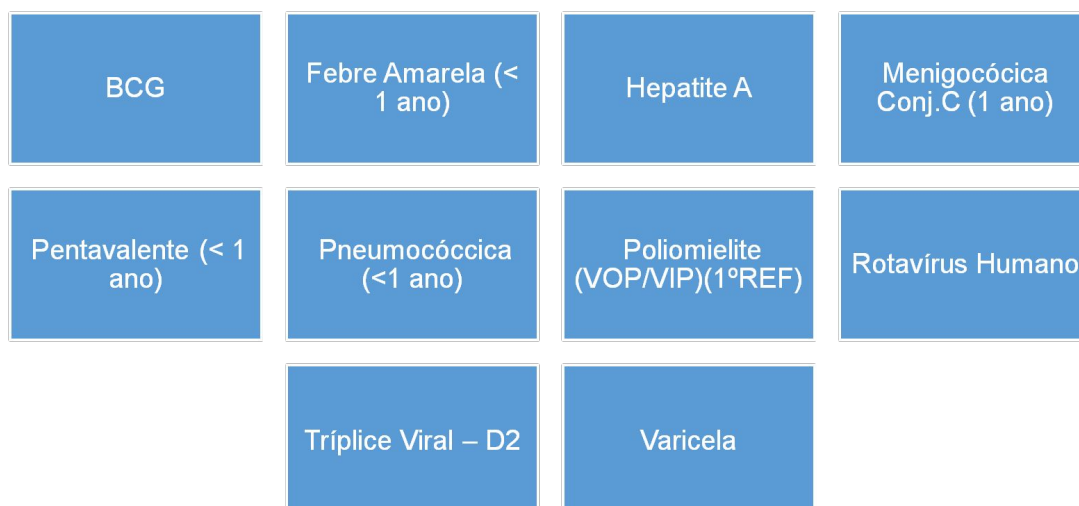 BCG
Febre Amarela (<
1 ano)
Hepatite A
Menigocócica
Conj.C (1 ano)
Pentavalente (< 1
ano)
Pneumocóccica
(<1 ano)
Poliomielite
(VOP/VIP)(1ºREF)
Rotavírus Humano
Tríplice Viral – D2
Varicela